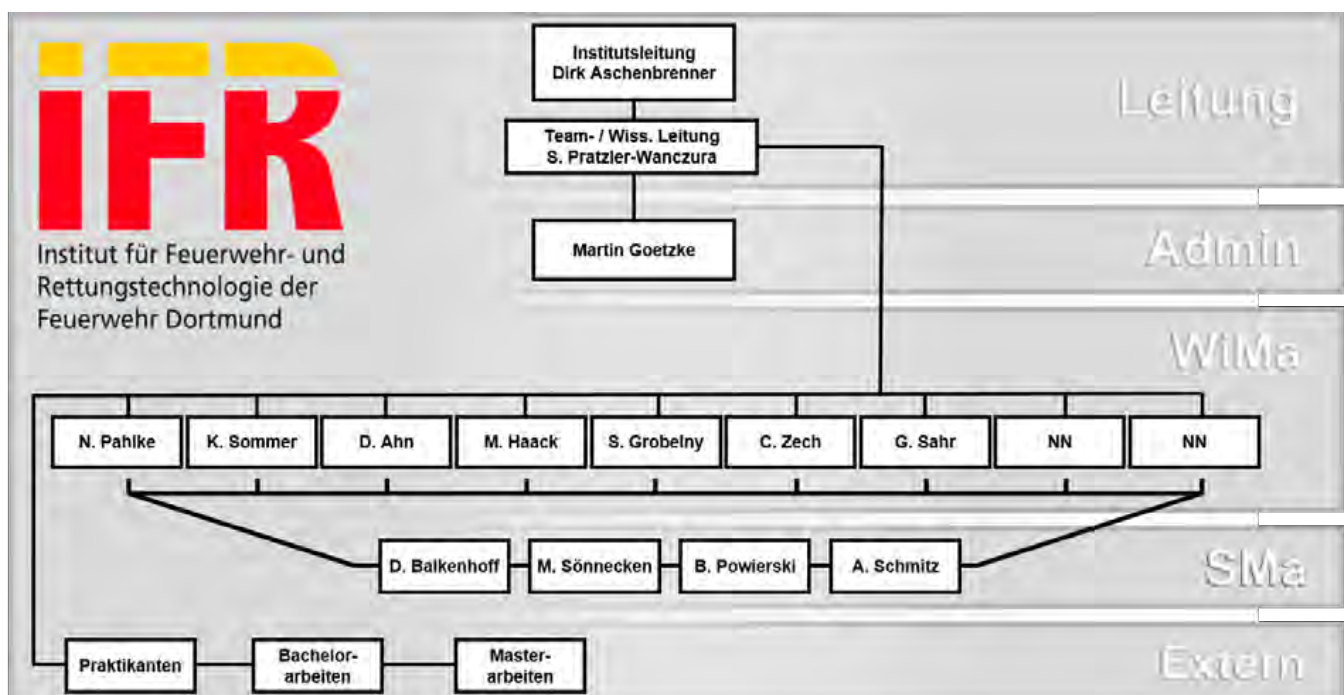 IFR
Institut für Feuerwehr- und
Rettungstechnologie der
Feuerwehr Dortmund
Institutsleitung
Dirk Aschenbrenner
Leitung
Team- / Wiss. Leitung
S. Pratzler-Wanczura
Martin Goetzke
Admin
WiMa
N. Pahlke
K. Sommer
D. Ahn
M. Haack
S. Grobelny
C. Zech
G. Sahr
NN
NN
D. Balkenhoff
M. Sönnecken
B. Powierski
A. Schmitz
SMa
Praktikanten
Bachelor-
arbeiten
Master-
arbeiten
Extern